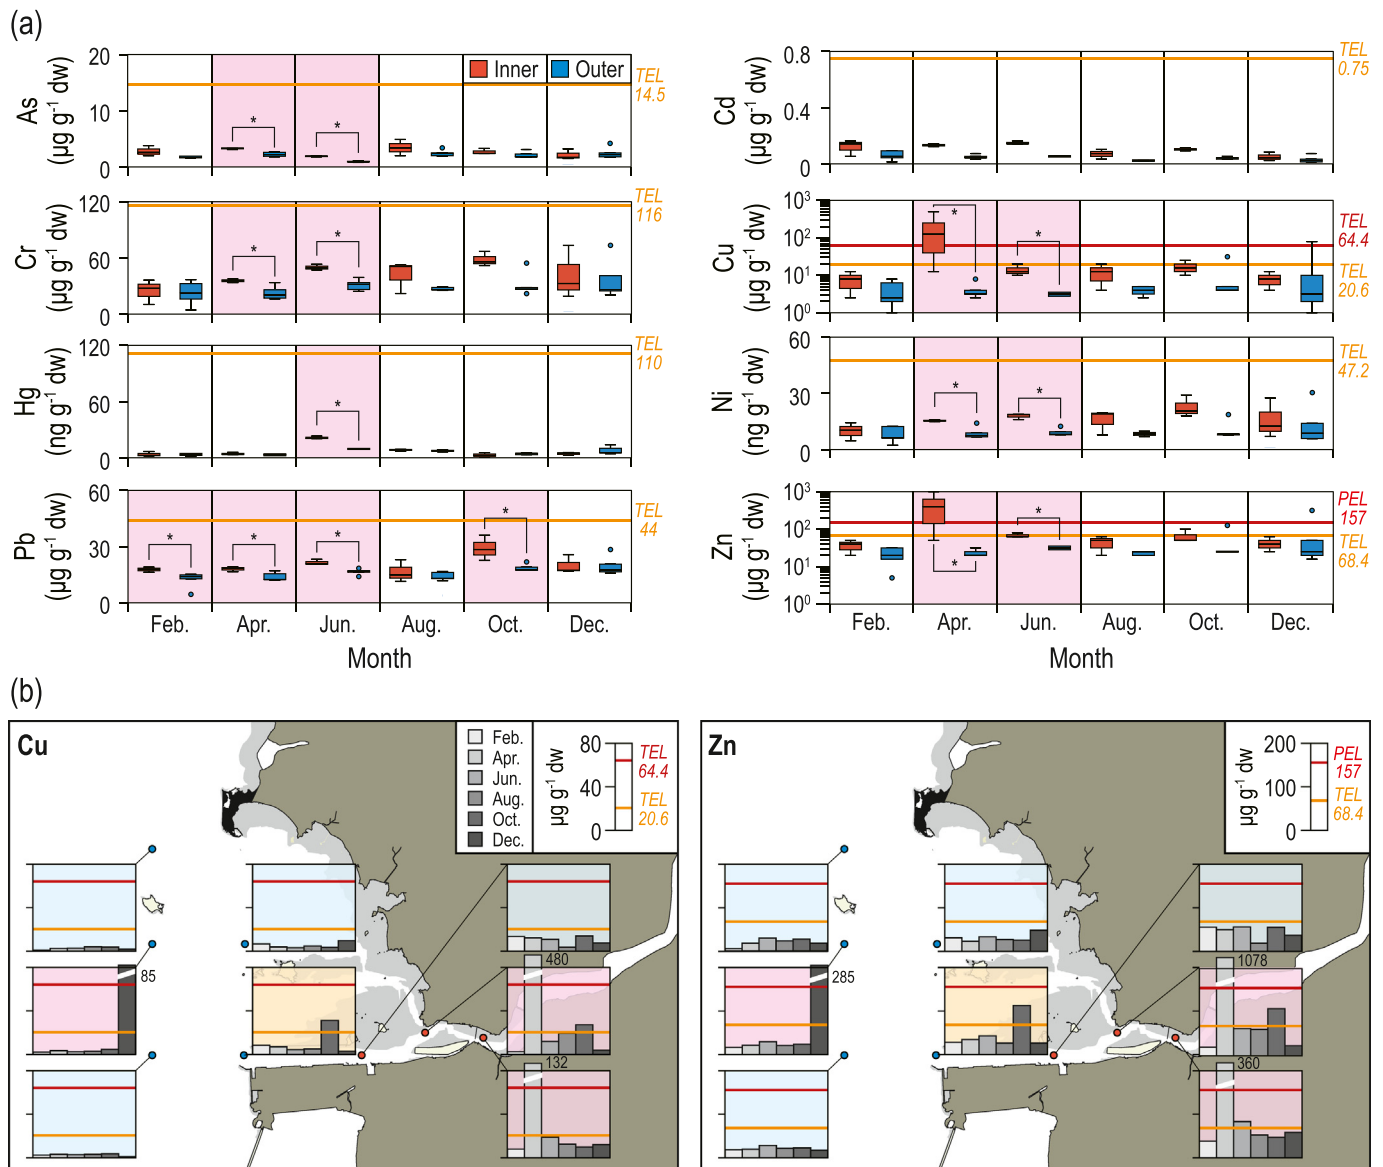 (a)
As
(µg g⁻¹ dw)
20
10
0
Inner
Outer
TEL
14.5
*
*
Cr
(µg g⁻¹ dw)
120
60
0
TEL
116
*
*
Hg
(ng g⁻¹ dw)
120
60
0
TEL
110
*
Pb
(µg g⁻¹ dw)
60
30
0
TEL
44
*
*
*
*
Feb.
Apr.
Jun.
Aug.
Oct.
Dec.
Month
Cd
(µg g⁻¹ dw)
0.8
0.4
0
TEL
0.75
Cu
(µg g⁻¹ dw)
10³
10²
10¹
10⁰
TEL
64.4
TEL
20.6
*
*
Ni
(ng g⁻¹ dw)
60
30
0
TEL
47.2
*
*
Zn
(µg g⁻¹ dw)
10³
10²
10¹
10⁰
PEL
157
TEL
68.4
*
*
Feb.
Apr.
Jun.
Aug.
Oct.
Dec.
Month
(b)
Cu
Feb.
Apr.
Jun.
Aug.
Oct.
Dec.
µg g⁻¹ dw
80
40
0
TEL
64.4
TEL
20.6
85
480
132
Zn
µg g⁻¹ dw
200
100
0
PEL
157
TEL
68.4
285
1078
360